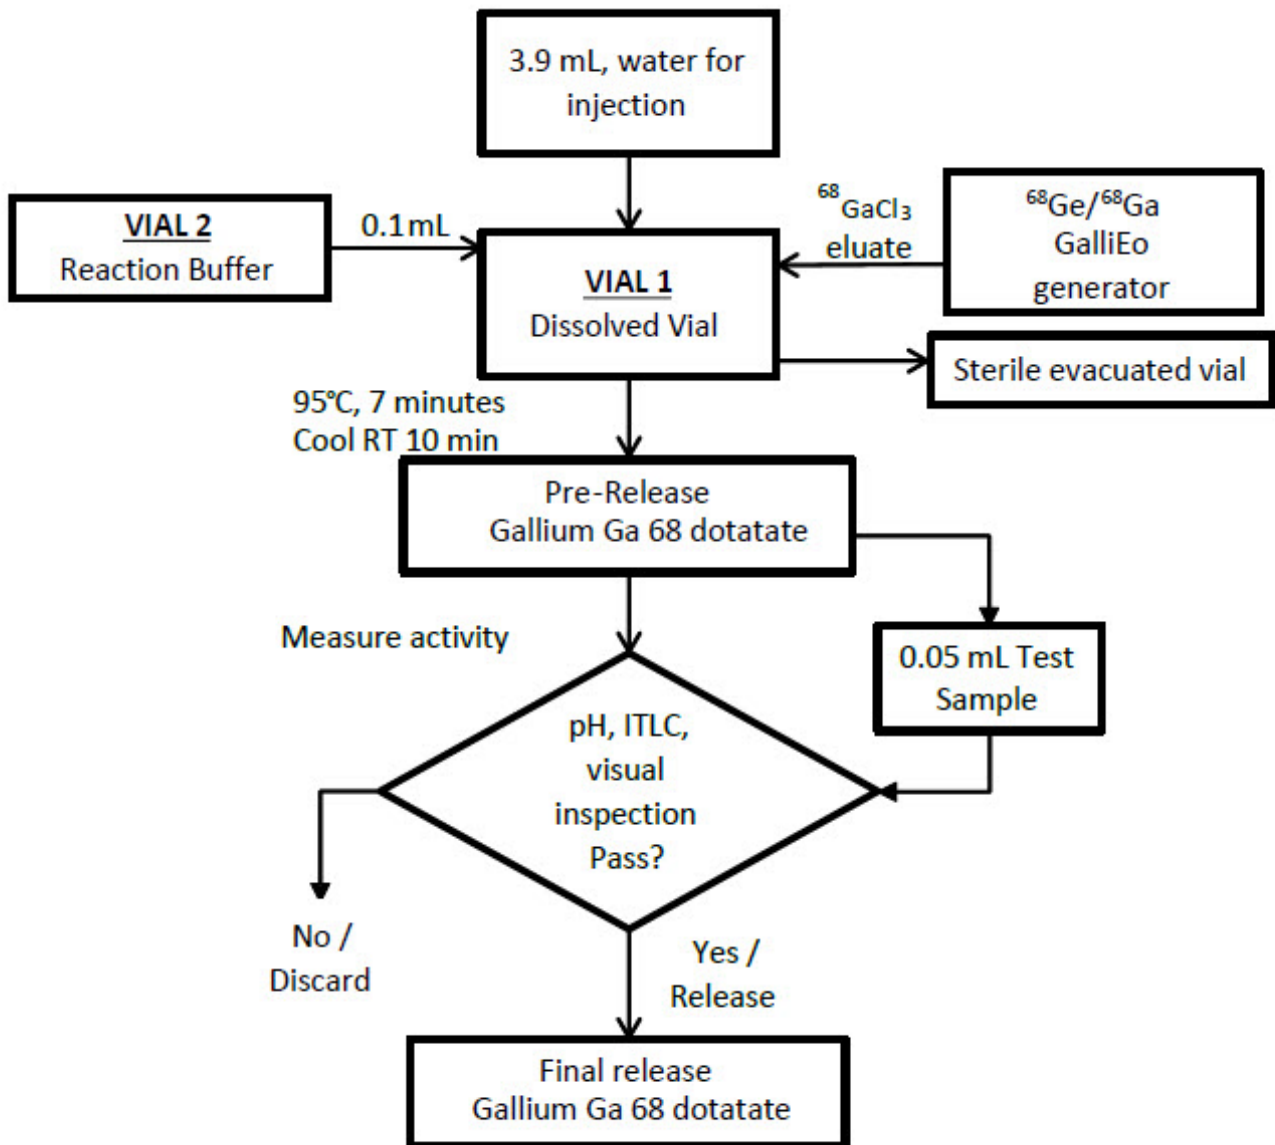 3.9 mL, water for
injection
VIAL 2
Reaction Buffer
0.1mL
⁶⁸GaCl₃
eluate
⁶⁸Ge/⁶⁸Ga
GalliEo
generator
VIAL 1
Dissolved Vial
Sterile evacuated vial
95°C, 7 minutes
Cool RT 10 min
Pre-Release
Gallium Ga 68 dotatate
Measure activity
0.05 mL Test
Sample
pH, ITLC,
visual
inspection
Pass?
No /
Discard
Yes /
Release
Final release
Gallium Ga 68 dotatate